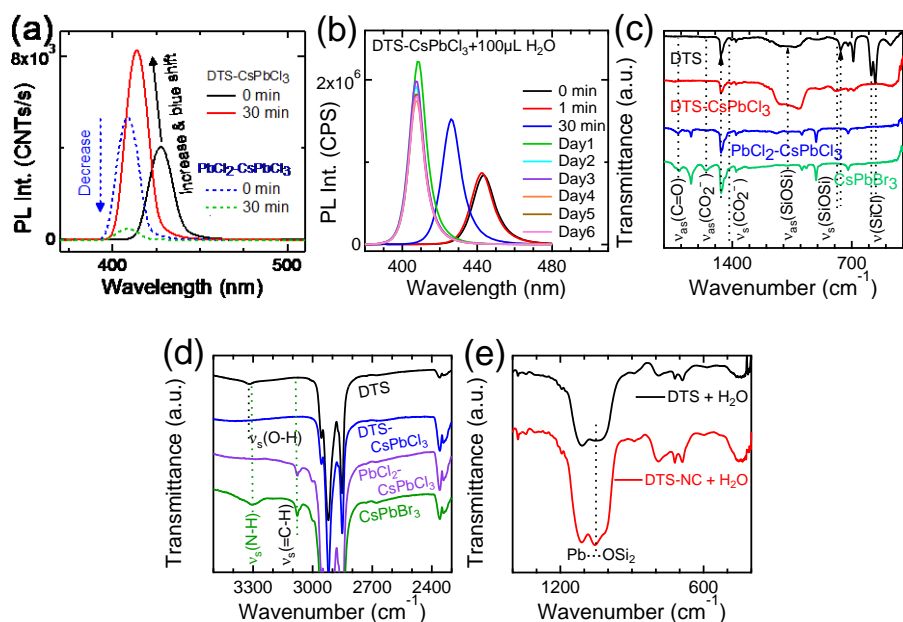 (a)
8x10³
0
PL Int. (CNTs/s)
Decrease
Increase & blue shift
DTS-CsPbCl₃
0 min
30 min
PbCl₂-CsPbCl₃
0 min
30 min
400
450
500
Wavelength (nm)
(b)
DTS-CsPbCl₃+100μL H₂O
2x10⁶
0
PL Int. (CPS)
0 min
1 min
30 min
Day1
Day2
Day3
Day4
Day5
Day6
400
440
480
520
Wavelength (nm)
(c)
Transmittance (a.u.)
DTS
DTS-CsPbCl₃
PbCl₂-CsPbCl₃
CsPbBr₃
νas(C=O)
νas(CO₂⁻)
νs(CO₂⁻)
νas(SiOSi)
νs(SiOSi)
ν(SiCl)
1400
700
Wavenumber (cm⁻¹)
(d)
Transmittance (a.u.)
DTS
νs(O-H)
DTS-
CsPbCl₃
PbCl₂-
CsPbCl₃
CsPbBr₃
νs(N-H)
νs(=C-H)
3300
3000
2700
2400
Wavenumber (cm⁻¹)
(e)
Transmittance (a.u.)
DTS + H₂O
DTS-NC + H₂O
Pb···OSi₂
1200
900
600
Wavenumber (cm⁻¹)